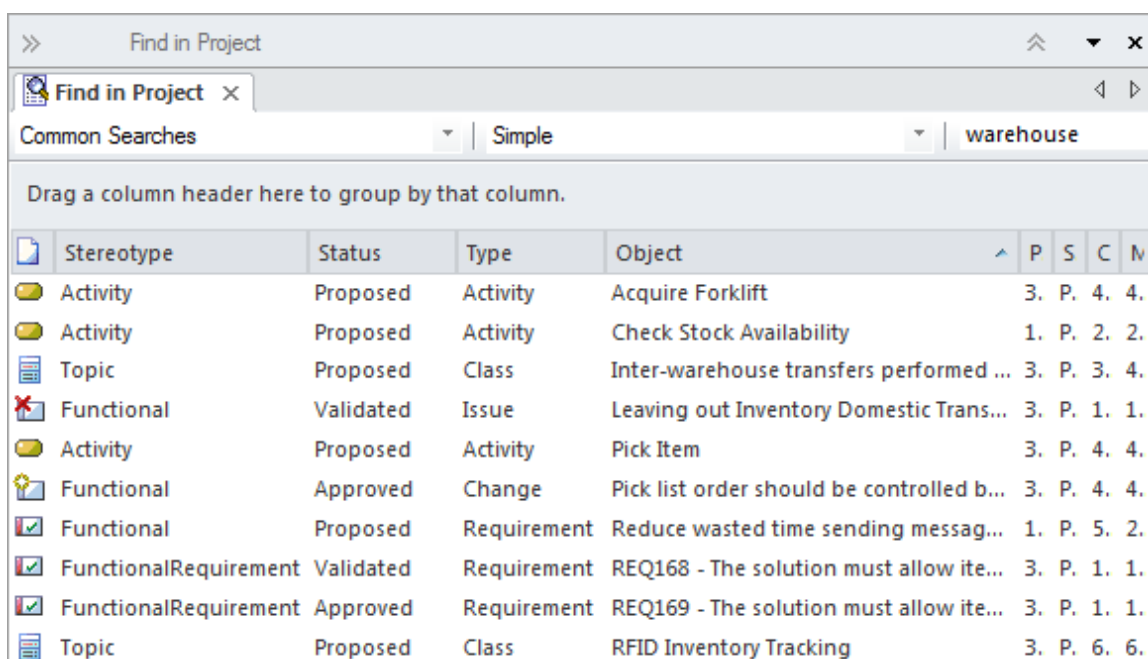 Find in Project
Find in Project
Common Searches Simple warehouse
Drag a column header here to group by that column.
Stereotype Status Type Object P S C M
Activity Proposed Activity Acquire Forklift 3. P. 4. 4.
Activity Proposed Activity Check Stock Availability 1. P. 2. 2.
Topic Proposed Class Inter-warehouse transfers performed ... 3. P. 3. 4.
Functional Validated Issue Leaving out Inventory Domestic Trans... 3. P. 1. 1.
Activity Proposed Activity Pick Item 3. P. 4. 4.
Functional Approved Change Pick list order should be controlled b... 3. P. 4. 4.
Functional Proposed Requirement Reduce wasted time sending messag... 1. P. 5. 2.
FunctionalRequirement Validated Requirement REQ168 - The solution must allow ite... 3. P. 1. 1.
FunctionalRequirement Approved Requirement REQ169 - The solution must allow ite... 3. P. 1. 1.
Topic Proposed Class RFID Inventory Tracking 3. P. 6. 6.